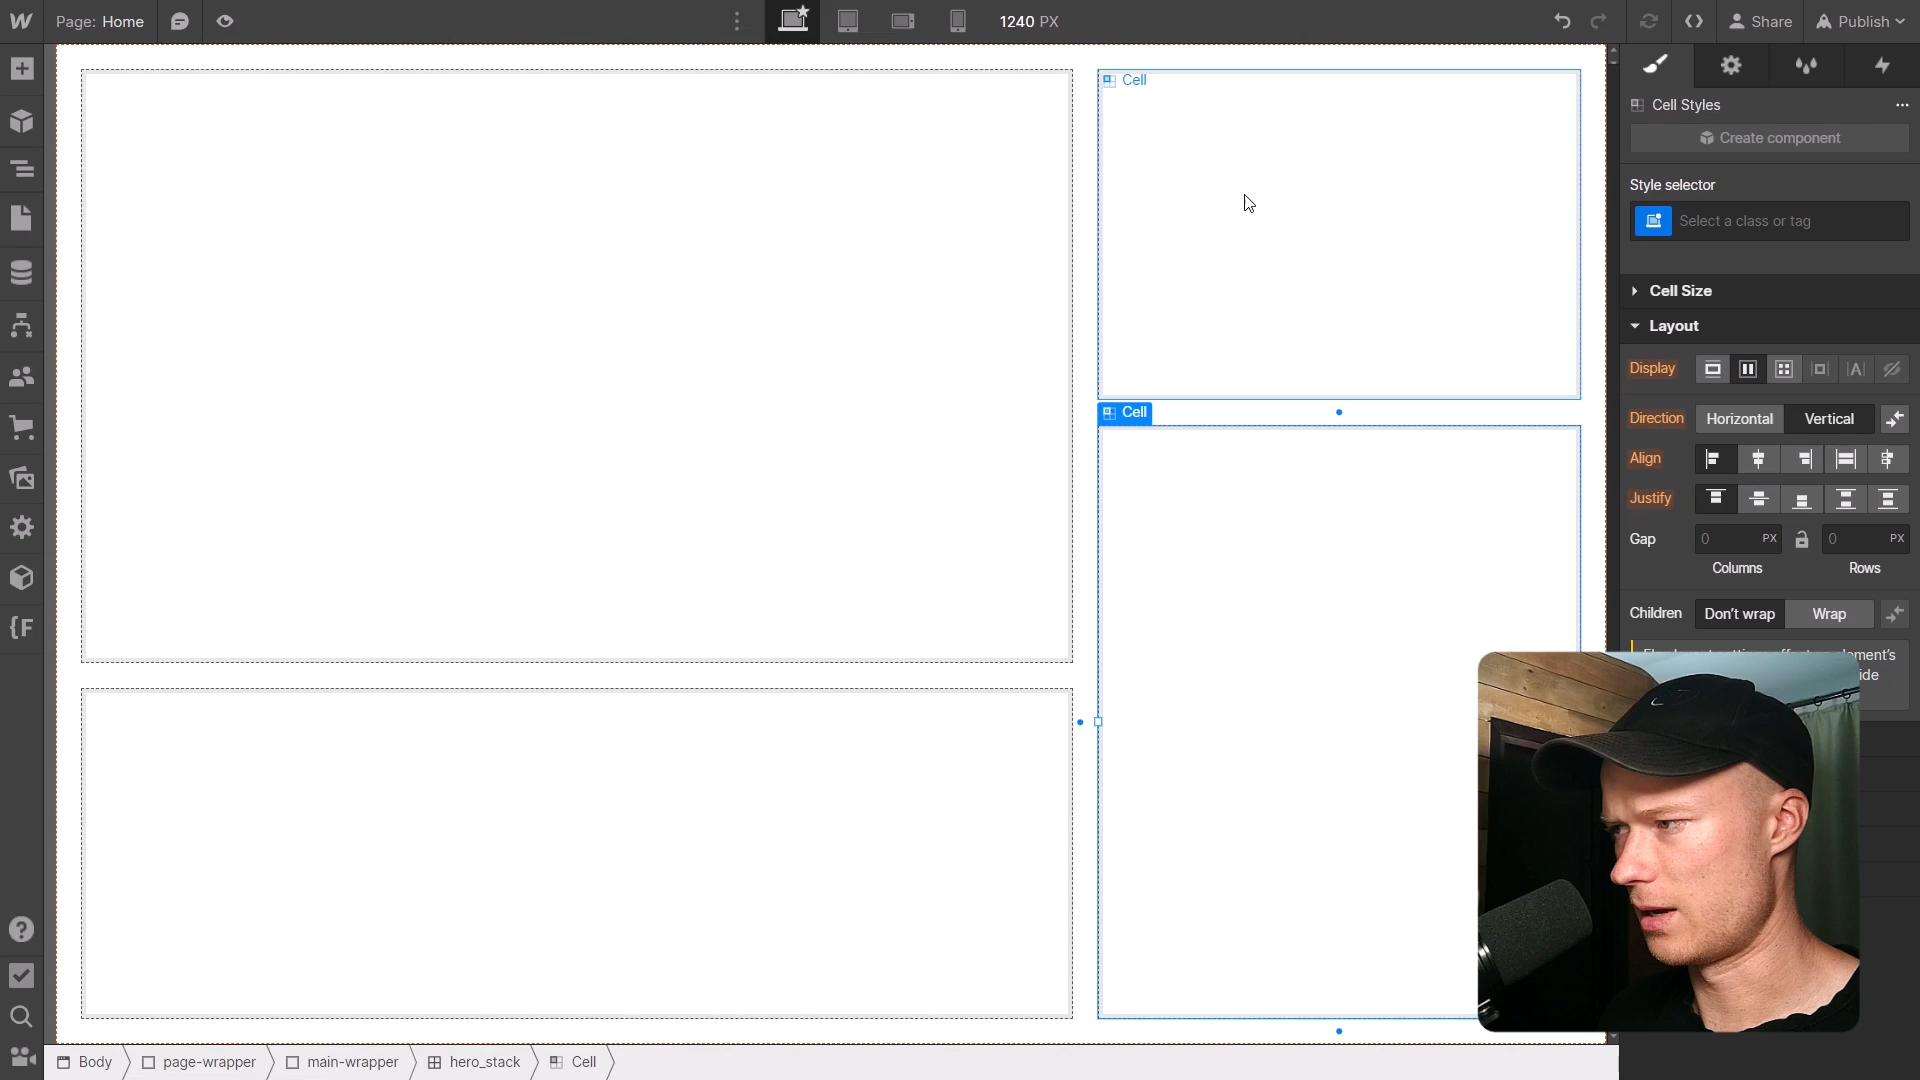 Page: Home
1240 PX
Share
Publish
Cell
Cell Styles
Create component
Style selector
Select a class or tag
Cell Size
Layout
Display
Direction
Horizontal
Vertical
Align
Justify
Gap
0 PX
0 PX
Columns
Rows
Children
Don't wrap
Wrap
ement's
ide
Cell
{F
Body
page-wrapper
main-wrapper
hero_stack
Cell